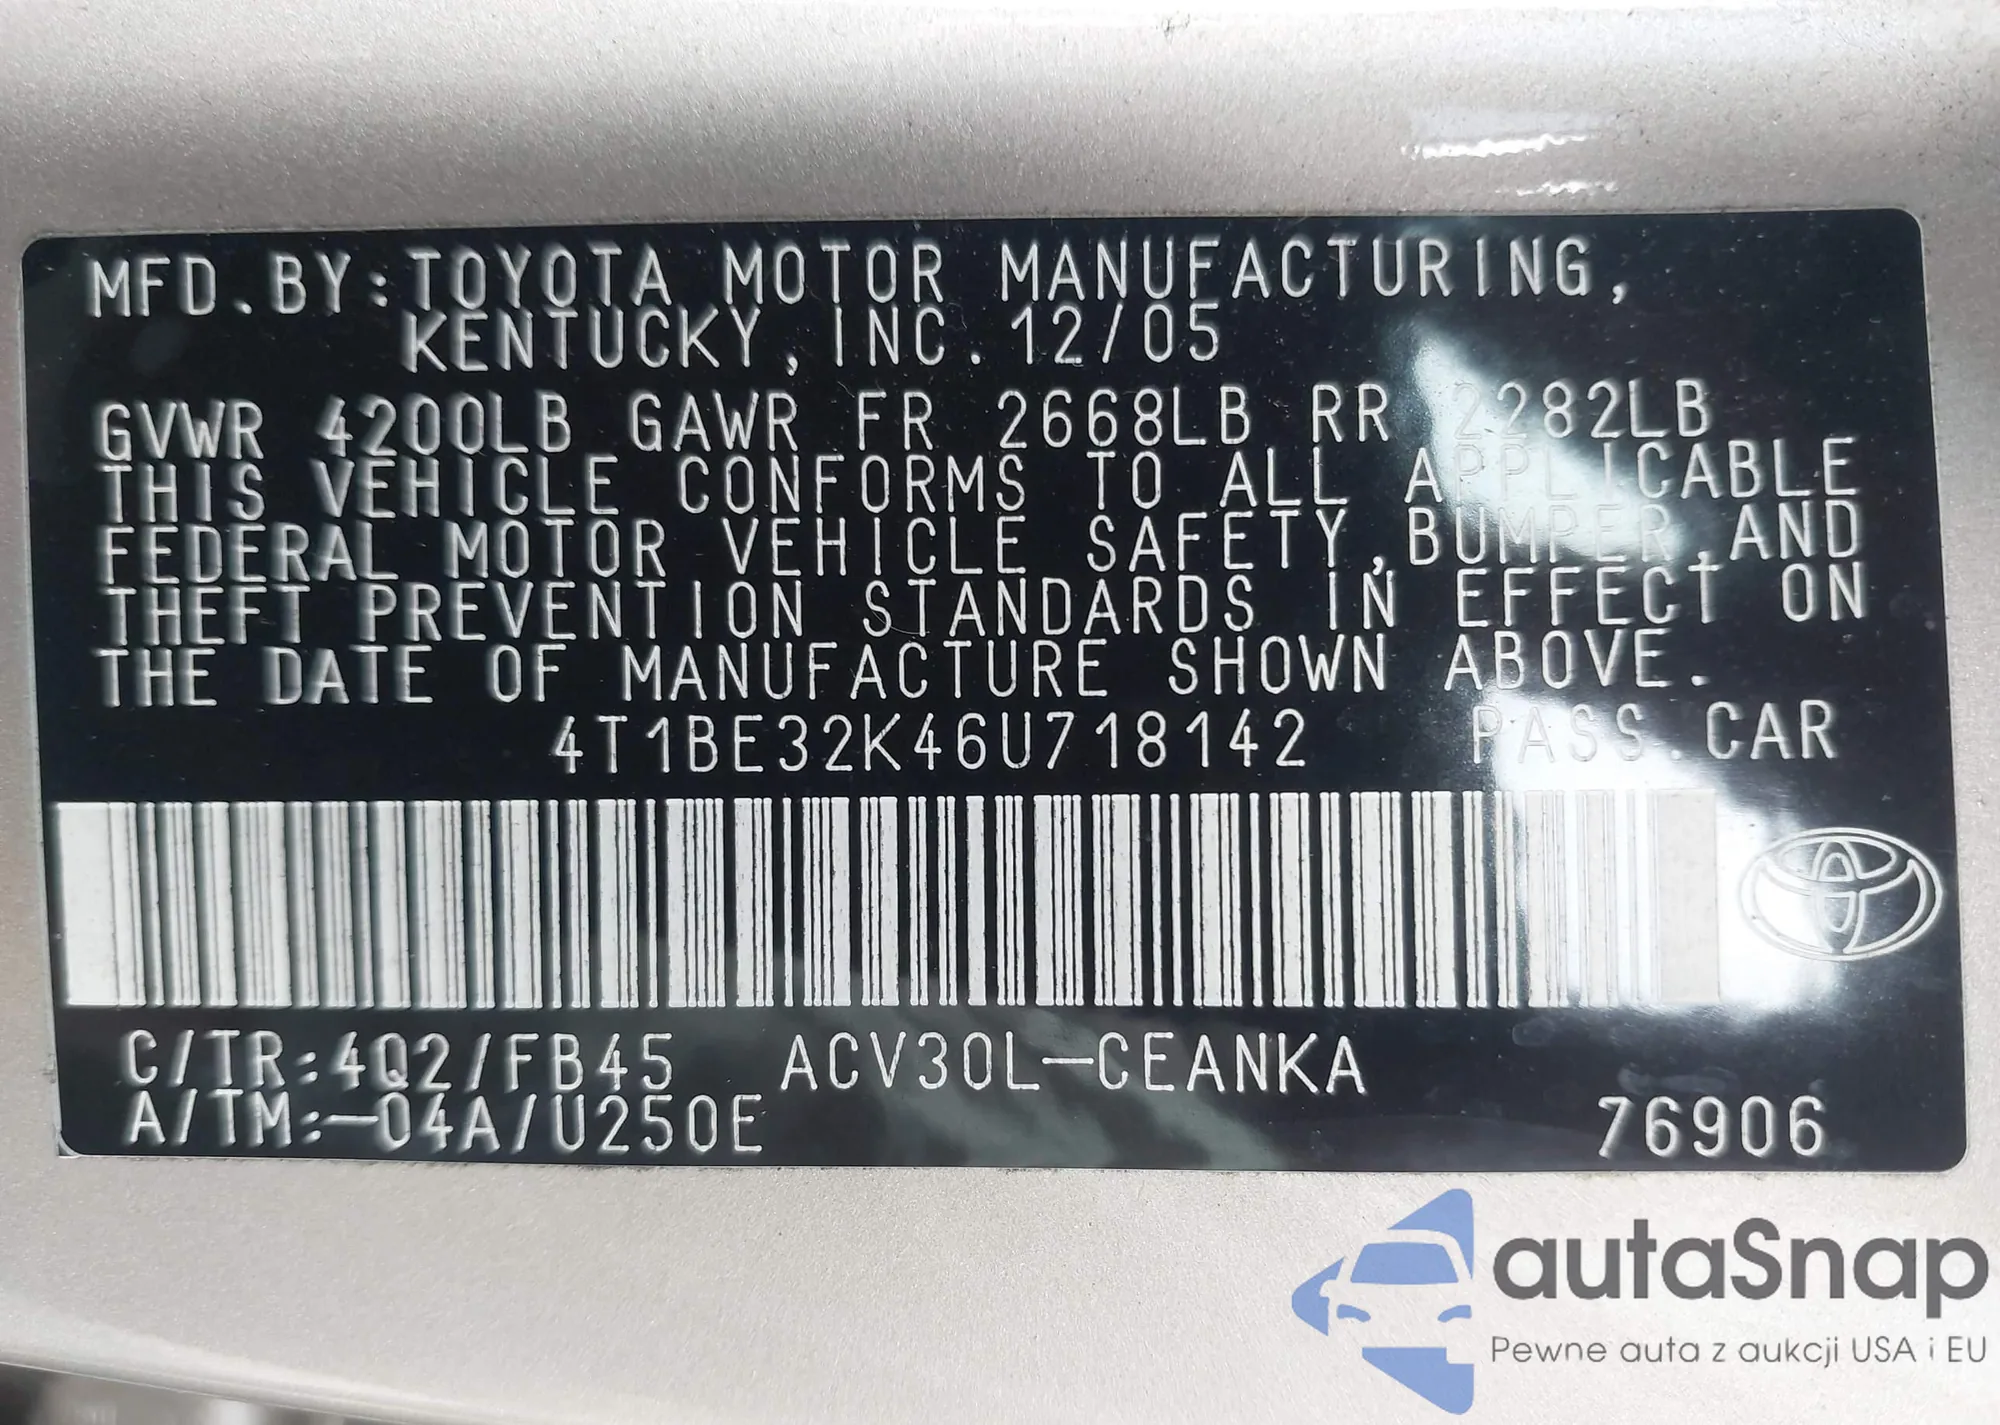 MFD.BY:TOYOTA MOTOR MANUFACTURING,
KENTUCKY,INC.12/05
GVWR 4200LB GAWR FR 2668LB RR 2282LB
THIS VEHICLE CONFORMS TO ALL APPLICABLE
FEDERAL MOTOR VEHICLE SAFETY,BUMPER,AND
THEFT PREVENTION STANDARDS IN EFFECT ON
THE DATE OF MANUFACTURE SHOWN ABOVE.
4T1BE32K46U718142 PASS.CAR
C/TR:4Q2/FB45 ACV30L-CEANKA
A/TM:-04A/U250E 76906
autaSnap
Pewne auta z aukcji USA i EU